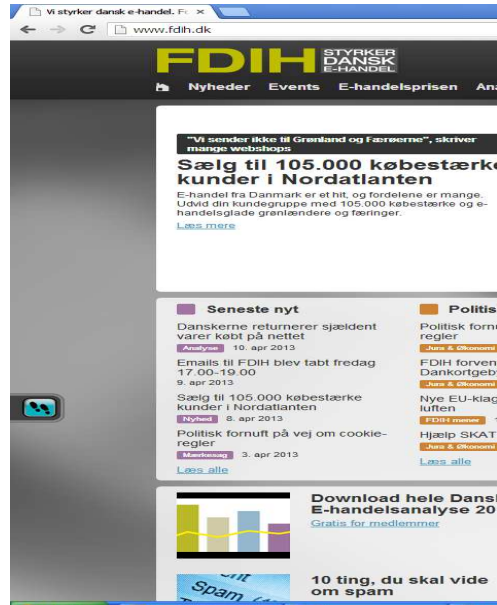 Vi styrker dansk e-handel. F
www.fdih.dk
FDIH STYRKER
DANSK
E-HANDEL
Nyheder Events E-handelsprisen Ana
"Vi sender ikke til Grønland og Færøerne", skriver
mange webshops
Sælg til 105.000 købestærke
kunder i Nordatlanten
E-handel fra Danmark er et hit, og fordelene er mange.
Udvid din kundegruppe med 105.000 købestærke og e-
handelsglade grønlændere og færinger.
Læs mere
Seneste nyt
Danskerne returnerer sjældent
varer købt på nettet
Analyse 10. apr 2013
Emails til FDIH blev tabt fredag
17.00-19.00
9. apr 2013
Sælg til 105.000 købestærke
kunder i Nordatlanten
Nyhed 8. apr 2013
Politisk fornuft på vej om cookie-
regler
Mærkesag 3. apr 2013
Læs alle
Politis
Politisk fornu
regler
Jura & Økonomi
FDIH forven
Dankortgeb
Jura & Økonomi
Nye EU-klag
luften
FDIH mener 1
Hjælp SKAT
Jura & Økonomi
Læs alle
Download hele Dansk
E-handelsanalyse 20
Gratis for medlemmer
Spam
10 ting, du skal vide
om spam